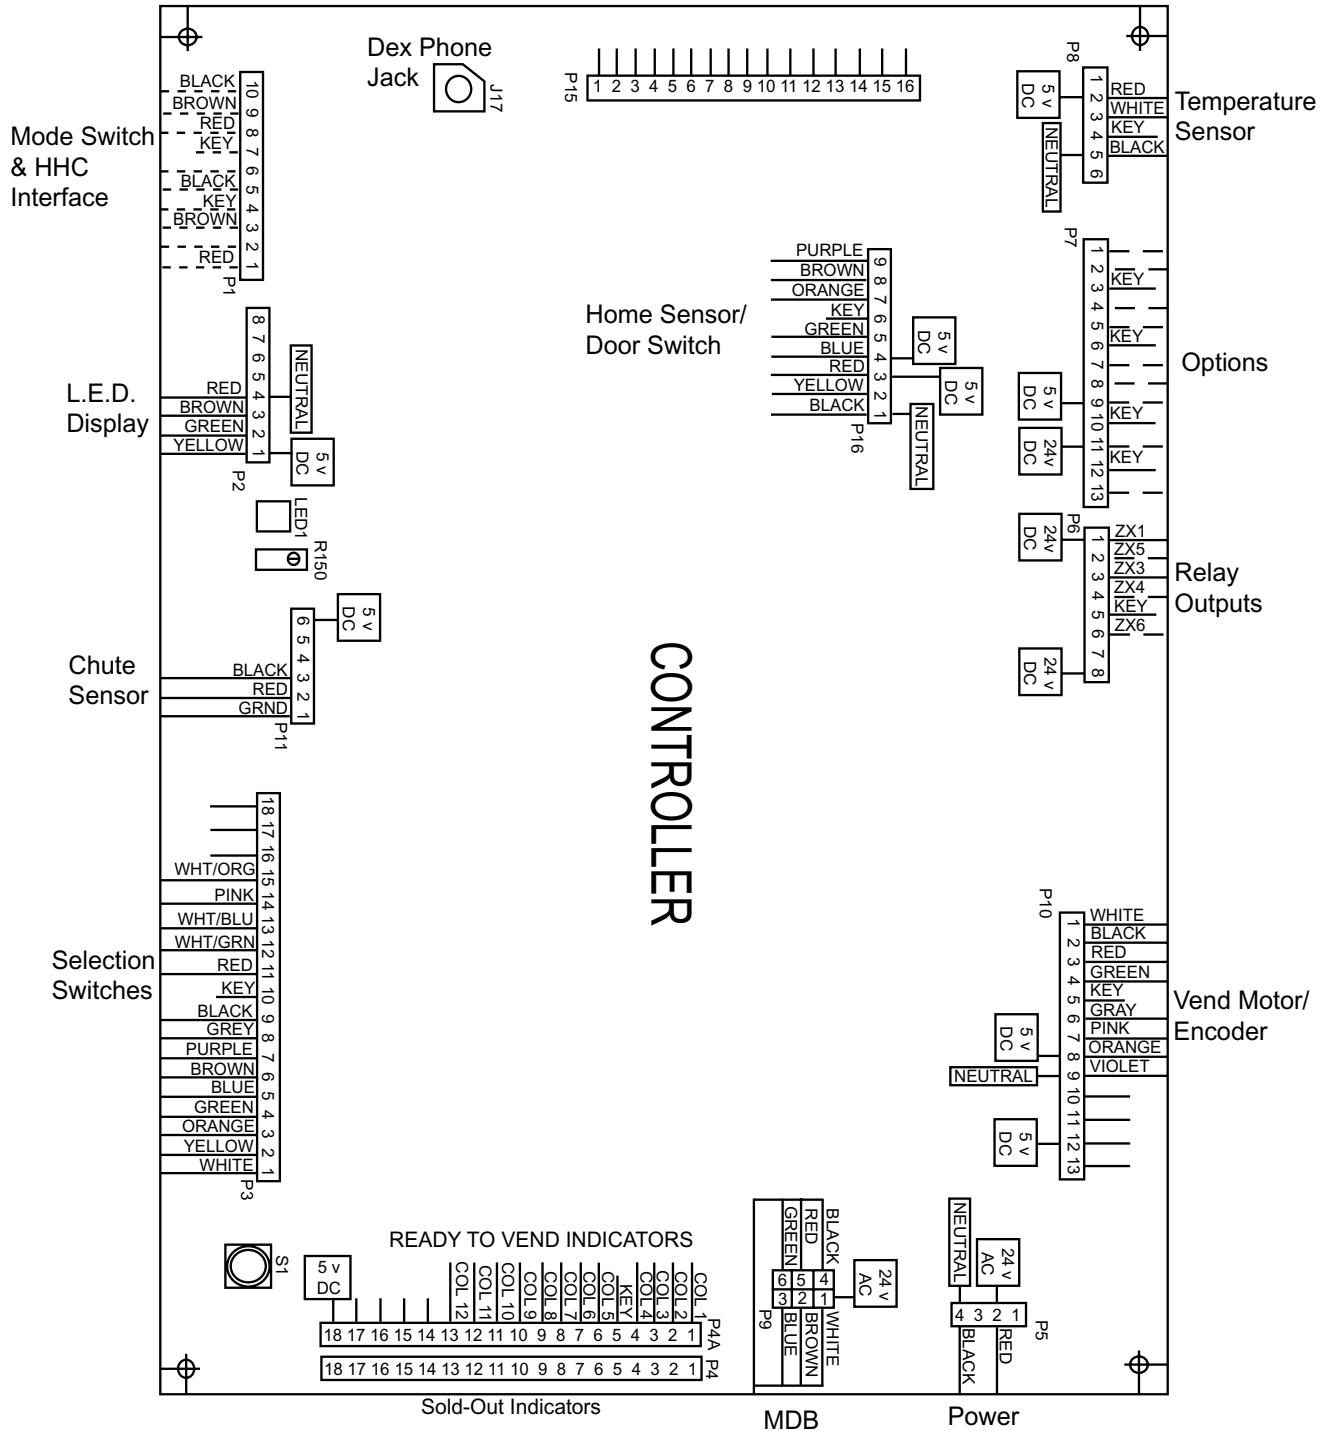 Dex Phone
Jack
J17
P15
1 2 3 4 5 6 7 8 9 10 11 12 13 14 15 16
P8
5 v
DC
NEUTRAL
1 2 3 4 5 6
RED
WHITE
KEY
BLACK
Temperature
Sensor
Mode Switch
& HHC
Interface
BLACK
BROWN
RED
KEY
BLACK
KEY
BROWN
RED
10 9 8 7 6 5 4 3 2 1
P1
P7
1 2 3 4 5 6 7 8 9 10 11 12 13
KEY
KEY
KEY
KEY
5 v
DC
24v
DC
Options
Home Sensor/
Door Switch
PURPLE
BROWN
ORANGE
KEY
GREEN
BLUE
RED
YELLOW
BLACK
9 8 7 6 5 4 3 2 1
P16
5 v
DC
5 v
DC
NEUTRAL
L.E.D.
Display
RED
BROWN
GREEN
YELLOW
8 7 6 5 4 3 2 1
P2
NEUTRAL
5 v
DC
LED1
R150
P6
24v
DC
24 v
DC
1 2 3 4 5 6 7 8
ZX1
ZX5
ZX3
ZX4
KEY
ZX6
Relay
Outputs
Chute
Sensor
BLACK
RED
GRND
6 5 4 3 2 1
P11
5 v
DC
CONTROLLER
Selection
Switches
WHT/ORG
PINK
WHT/BLU
WHT/GRN
RED
KEY
BLACK
GREY
PURPLE
BROWN
BLUE
GREEN
ORANGE
YELLOW
WHITE
18 17 16 15 14 13 12 11 10 9 8 7 6 5 4 3 2 1
P3
P10
1 2 3 4 5 6 7 8 9 10 11 12 13
WHITE
BLACK
RED
GREEN
KEY
GRAY
PINK
ORANGE
VIOLET
5 v
DC
NEUTRAL
5 v
DC
Vend Motor/
Encoder
S1
READY TO VEND INDICATORS
5 v
DC
COL 12
COL 11
COL 10
COL 9
COL 8
COL 7
COL 6
COL 5
KEY
COL 4
COL 3
COL 2
COL 1
18 17 16 15 14 13 12 11 10 9 8 7 6 5 4 3 2 1
P4A
18 17 16 15 14 13 12 11 10 9 8 7 6 5 4 3 2 1
P4
Sold-Out Indicators
GREEN
RED
BLACK
6 5 4
3 2 1
P9
BLUE
BROWN
WHITE
24 v
AC
MDB
NEUTRAL
24 v
AC
4 3 2 1
P5
BLACK
RED
Power